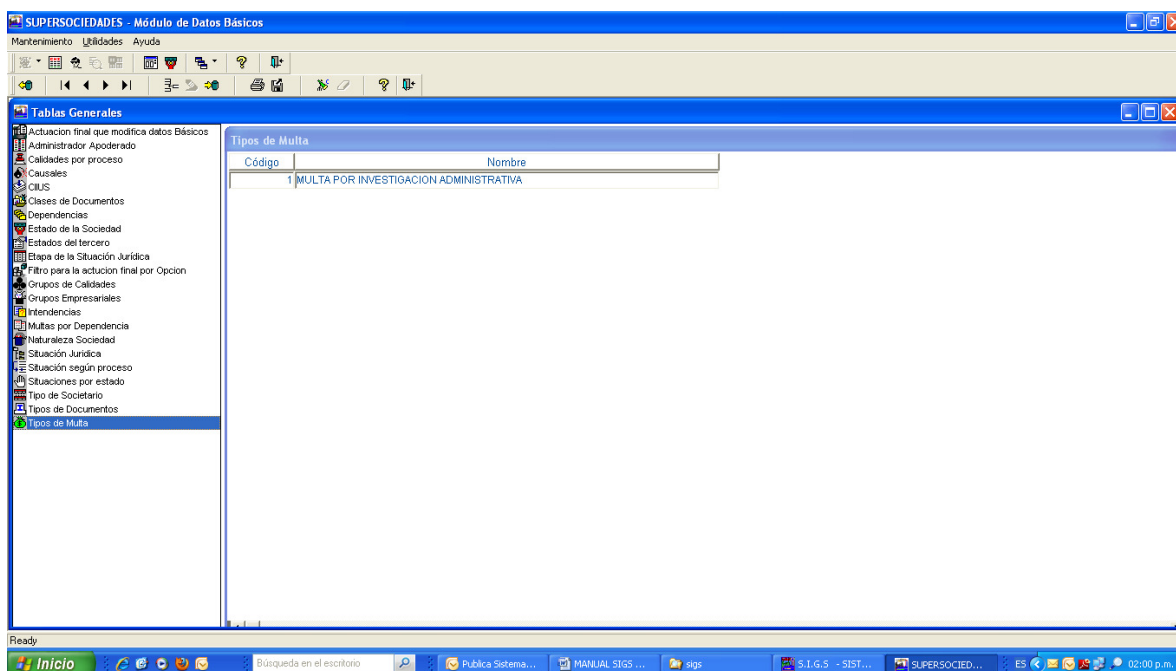 SUPERSOCIEDADES - Módulo de Datos Básicos
Mantenimiento Utilidades Ayuda
Tablas Generales
Actuacion final que modifica datos Básicos
Administrador Apoderado
Calidades por proceso
Causales
CIIUS
Clases de Documentos
Dependencias
Estado de la Sociedad
Estados del tercero
Etapa de la Situación Jurídica
Filtro para la actucion final por Opcion
Grupos de Calidades
Grupos Empresariales
Intendencias
Multas por Dependencia
Naturaleza Sociedad
Situación Juridica
Situación según proceso
Situaciones por estado
Tipo de Societario
Tipos de Documentos
Tipos de Multa
Tipos de Multa
Código Nombre
1 MULTA POR INVESTIGACION ADMINISTRATIVA
Ready
Inicio Búsqueda en el escritorio Publica Sistema... MANUAL SIGS ... sigs S.I.G.S - SIST... SUPERSOCIED... ES 02:00 p.m.